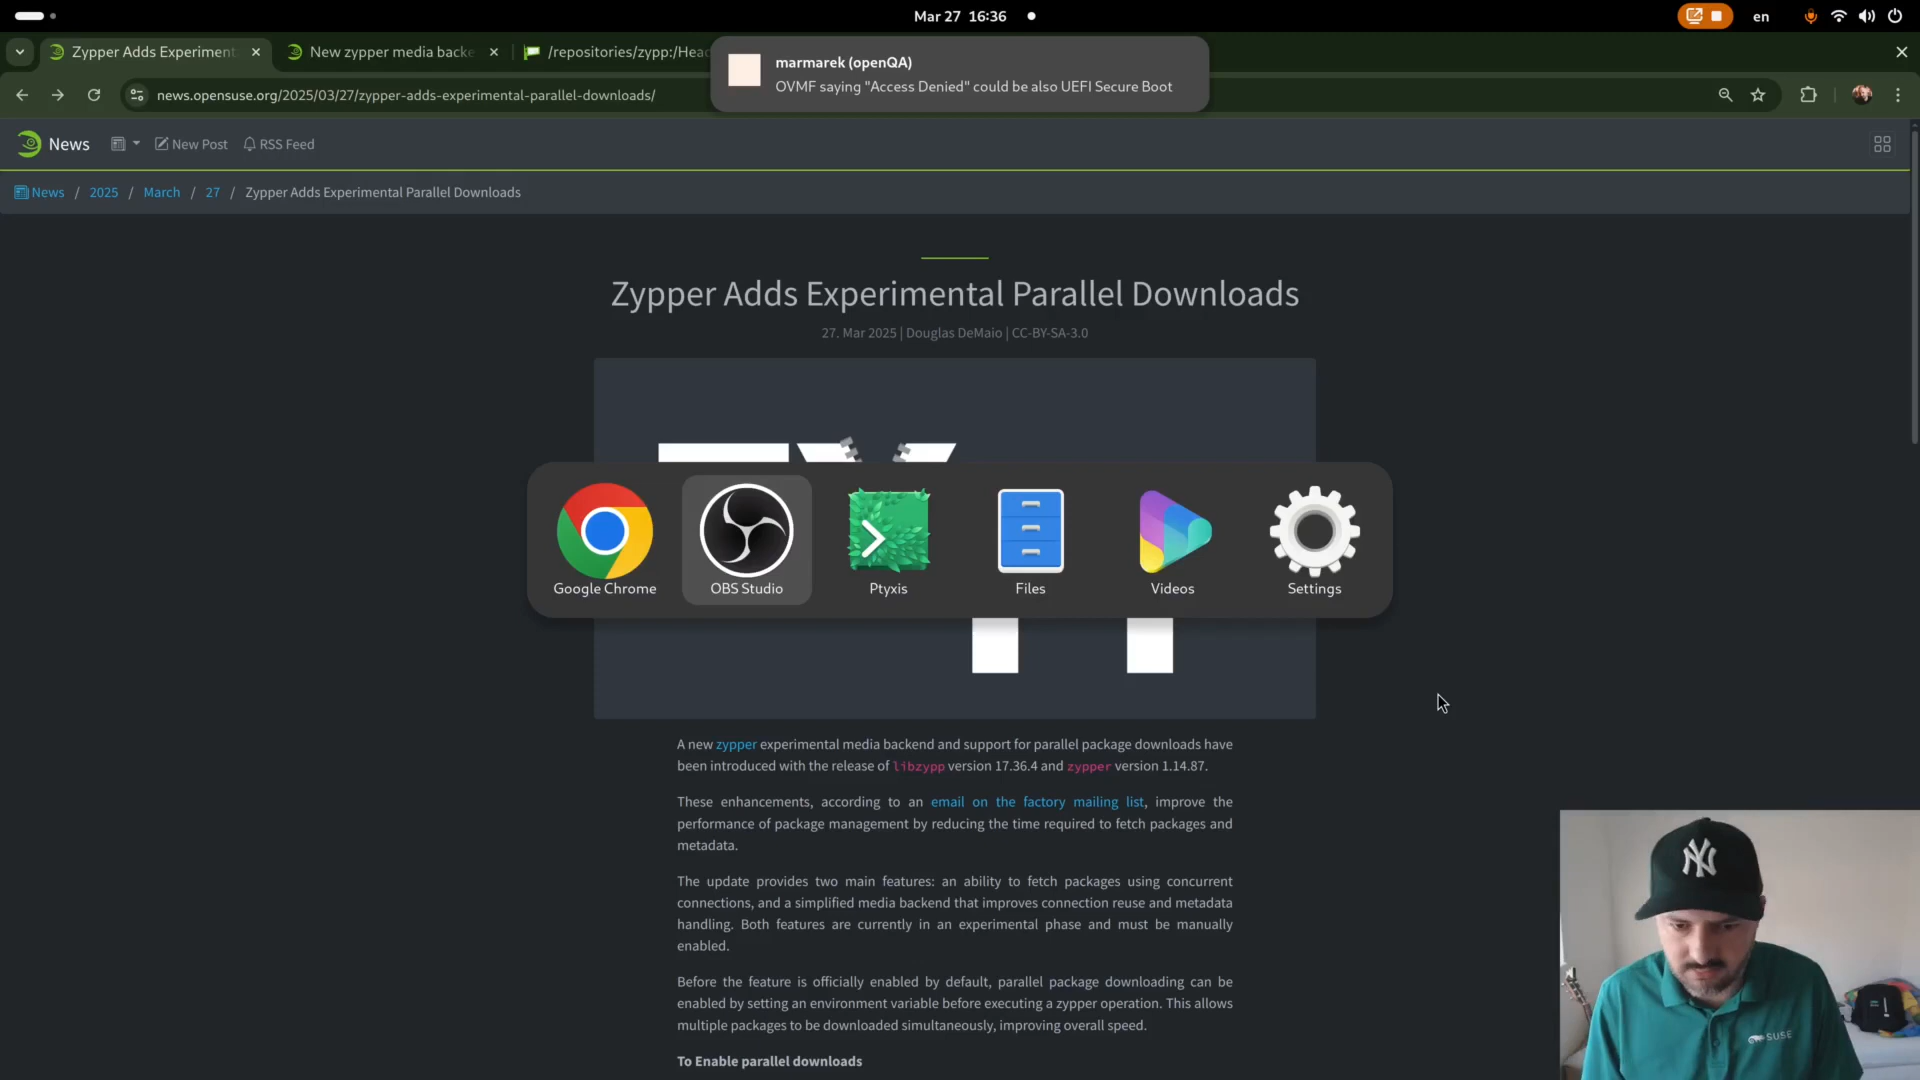 Mar 27 16:36
en
Zypper Adds Experiment
New zypper media backe
/repositories/zypp:/Head
marmarek (openQA)
OVMF saying "Access Denied" could be also UEFI Secure Boot
news.opensuse.org/2025/03/27/zypper-adds-experimental-parallel-downloads/
News
New Post
RSS Feed
News / 2025 / March / 27 / Zypper Adds Experimental Parallel Downloads
Zypper Adds Experimental Parallel Downloads
27. Mar 2025 | Douglas DeMaio | CC-BY-SA-3.0
Google Chrome
OBS Studio
Ptyxis
Files
Videos
Settings
A new zypper experimental media backend and support for parallel package downloads have
been introduced with the release of libzypp version 17.36.4 and zypper version 1.14.87.
These enhancements, according to an email on the factory mailing list, improve the
performance of package management by reducing the time required to fetch packages and
metadata.
The update provides two main features: an ability to fetch packages using concurrent
connections, and a simplified media backend that improves connection reuse and metadata
handling. Both features are currently in an experimental phase and must be manually
enabled.
Before the feature is officially enabled by default, parallel package downloading can be
enabled by setting an environment variable before executing a zypper operation. This allows
multiple packages to be downloaded simultaneously, improving overall speed.
To Enable parallel downloads
NY
SUSE